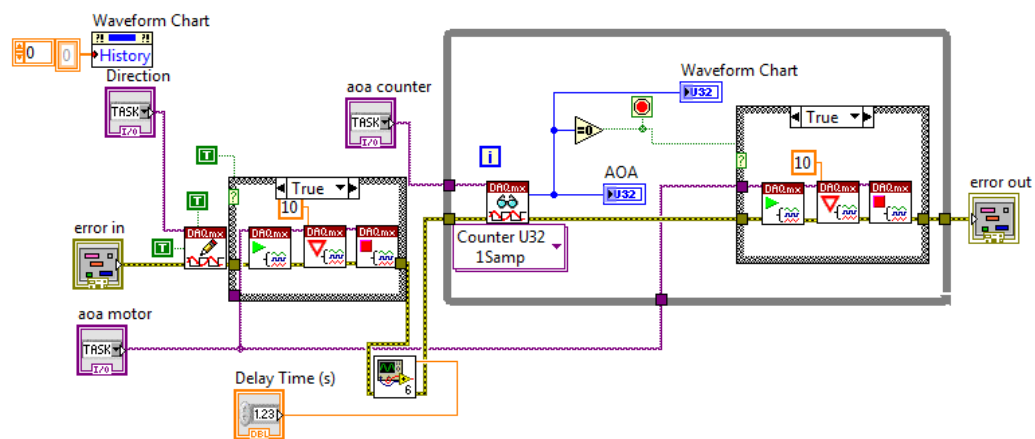 Waveform Chart
0
0
History
Direction
TASK
I/O
aoa counter
TASK
I/O
Waveform Chart
U32
=0
True
T
?
True
i
?
10
AOA
U32
T
10
DAQmx
DAQmx
DAQmx
DAQmx
error out
error in
T
DAQmx
DAQmx
DAQmx
DAQmx
Counter U32
1Samp
aoa motor
TASK
I/O
6
Delay Time (s)
1.23
DBL